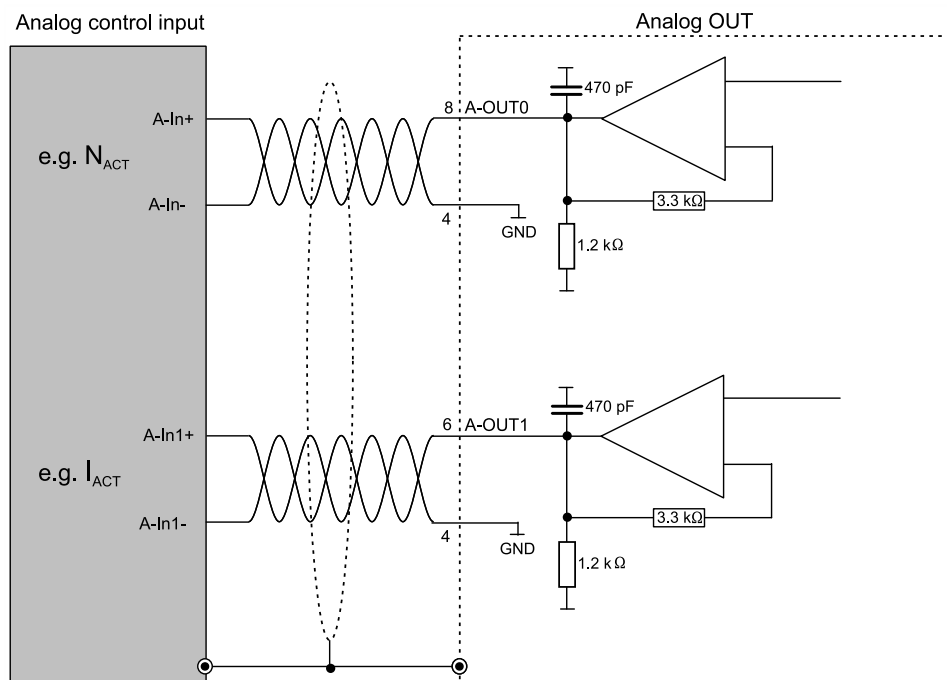 Analog control input
Analog OUT
470 pF
8 A-OUT0
A-In+
e.g. NACT
A-In-
4
GND
3.3 kΩ
1.2 kΩ
470 pF
6 A-OUT1
A-In1+
e.g. IACT
A-In1-
4
GND
3.3 kΩ
1.2 kΩ